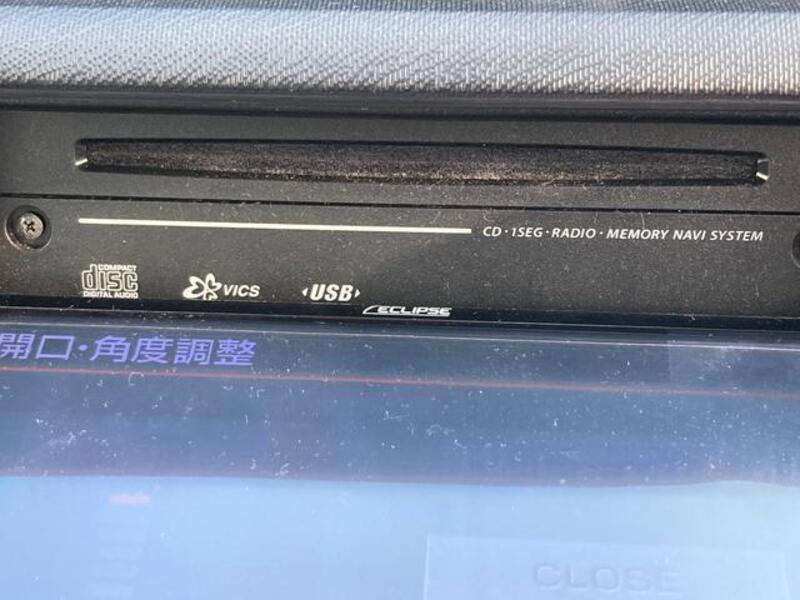 CD・1SEG・RADIO・MEMORY NAVI SYSTEM
COMPACT
disc
DIGITAL AUDIO
VICS
USB
ECLIPSE
開口・角度調整
CLOSE